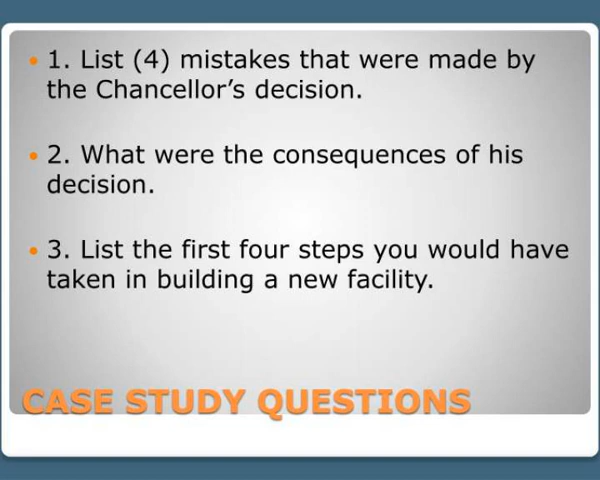 • 1. List (4) mistakes that were made by
the Chancellor’s decision.
• 2. What were the consequences of his
decision.
• 3. List the first four steps you would have
taken in building a new facility.
CASE STUDY QUESTIONS